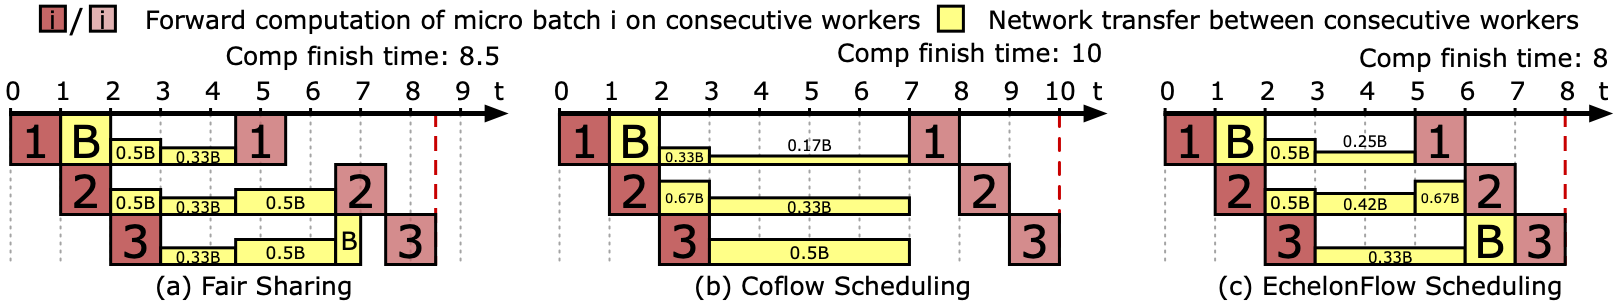 i / i Forward computation of micro batch i on consecutive workers Network transfer between consecutive workers
Comp finish time: 8.5
0 1 2 3 4 5 6 7 8 9 t
1 B 0.5B 0.33B 1
2 0.5B 0.33B 0.5B 2
3 0.33B 0.5B B 3
(a) Fair Sharing
Comp finish time: 10
0 1 2 3 4 5 6 7 8 9 10 t
1 B 0.33B 0.17B 1
2 0.67B 0.33B 2
3 0.5B 3
(b) Coflow Scheduling
Comp finish time: 8
0 1 2 3 4 5 6 7 8 t
1 B 0.5B 0.25B 1
2 0.5B 0.42B 0.67B 2
3 0.33B B 3
(c) EchelonFlow Scheduling